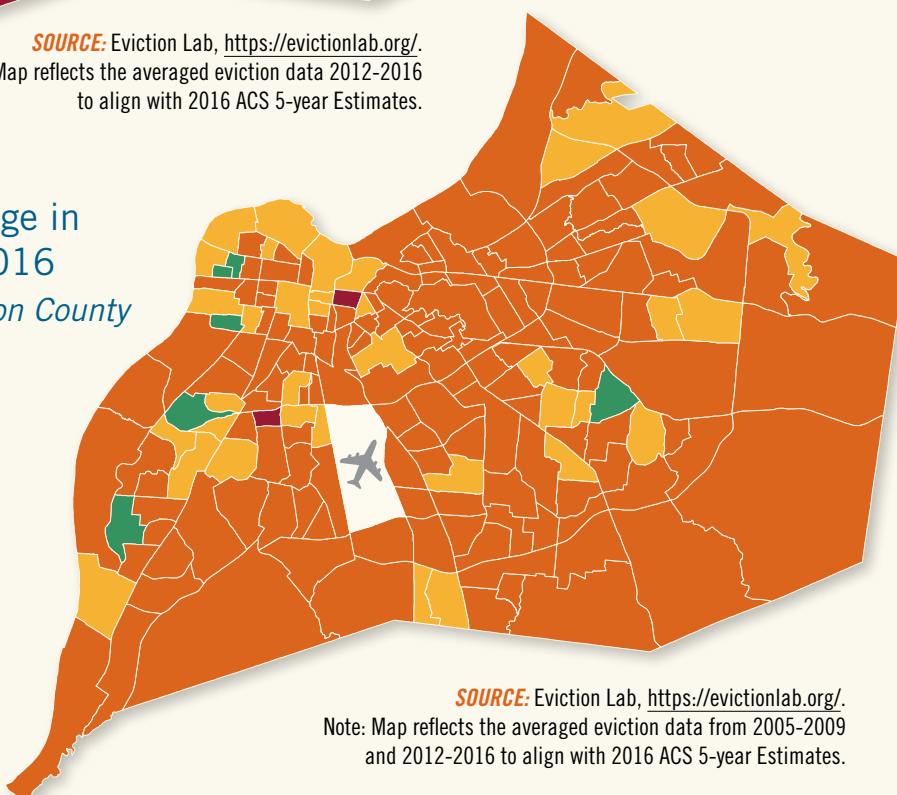 SOURCE: Eviction Lab, https://evictionlab.org/.
Map reflects the averaged eviction data 2012-2016
to align with 2016 ACS 5-year Estimates.
ge in
016
on County
SOURCE: Eviction Lab, https://evictionlab.org/.
Note: Map reflects the averaged eviction data from 2005-2009
and 2012-2016 to align with 2016 ACS 5-year Estimates.